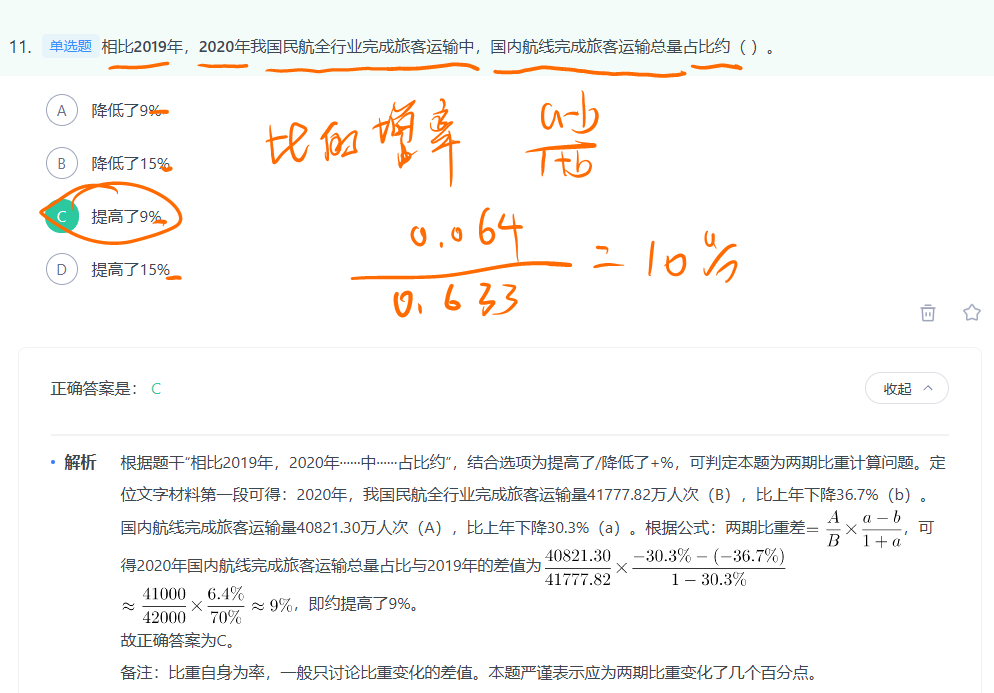 11. 单选题 相比2019年，2020年我国民航全行业完成旅客运输中，国内航线完成旅客运输总量占比约（ ）。
A 降低了9%
比的增率 a-b/1+b
B 降低了15%
C 提高了9%
0.064/0.633 = 10%
D 提高了15%
正确答案是： C
收起
• 解析 根据题干“相比2019年，2020年……中……占比约”，结合选项为提高了/降低了+%，可判定本题为两期比重计算问题。定
位文字材料第一段可得：2020年，我国民航全行业完成旅客运输量41777.82万人次（B），比上年下降36.7%（b）。
国内航线完成旅客运输量40821.30万人次（A），比上年下降30.3%（a）。根据公式：两期比重差= A/B × a − b/1 + a，可
得2020年国内航线完成旅客运输总量占比与2019年的差值为 40821.30/41777.82 × −30.3% − (−36.7%)/1 − 30.3%
≈ 41000/42000 × 6.4%/70% ≈ 9%，即约提高了9%。
故正确答案为C。
备注：比重自身为率，一般只讨论比重变化的差值。本题严谨表示应为两期比重变化了几个百分点。